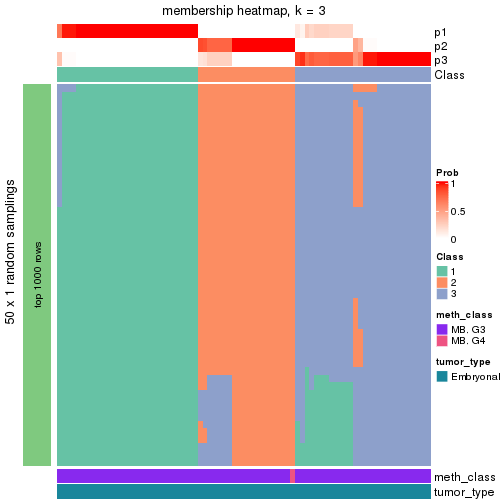 membership heatmap, k = 3
p1
p2
p3
Class
50 x 1 random samplings
top 1000 rows
Prob
1
0.5
0
Class
1
2
3
meth_class
MB. G3
MB. G4
tumor_type
Embryonal
meth_class
tumor_type